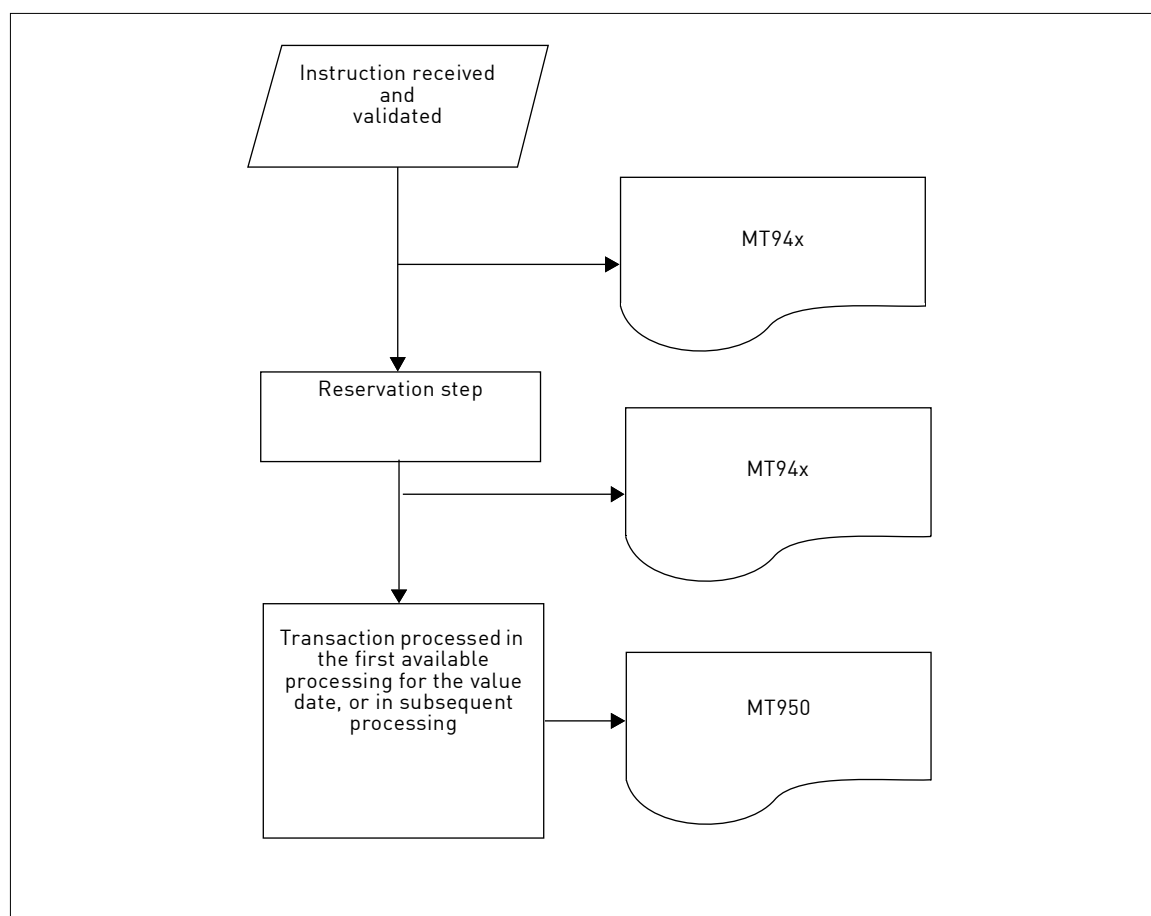 Instruction received
and
validated
MT94x
Reservation step
MT94x
Transaction processed in
the first available
processing for the value
date, or in subsequent
processing
MT950